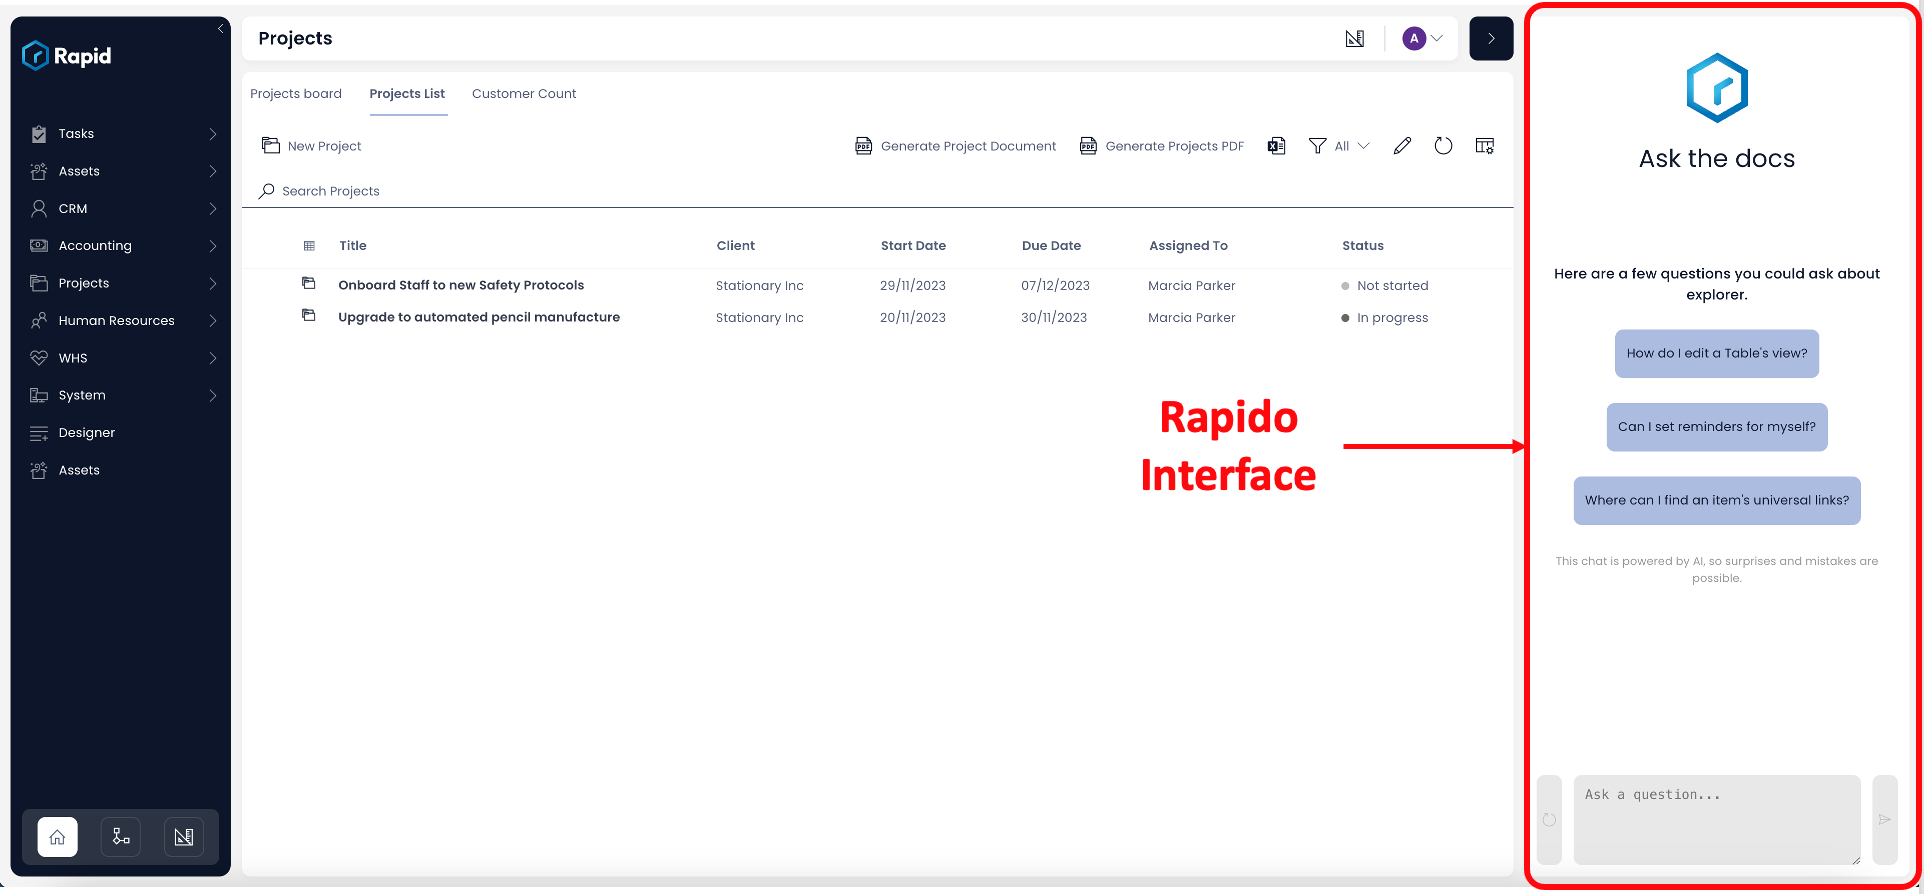 Rapid
Tasks
Assets
CRM
Accounting
Projects
Human Resources
WHS
System
Designer
Assets
Projects
A
Projects board Projects List Customer Count
New Project PDF Generate Project Document PDF Generate Projects PDF All
Search Projects
Title Client Start Date Due Date Assigned To Status
Onboard Staff to new Safety Protocols Stationary Inc 29/11/2023 07/12/2023 Marcia Parker Not started
Upgrade to automated pencil manufacture Stationary Inc 20/11/2023 30/11/2023 Marcia Parker In progress
Rapido
Interface
Ask the docs
Here are a few questions you could ask about
explorer.
How do I edit a Table's view?
Can I set reminders for myself?
Where can I find an item's universal links?
This chat is powered by AI, so surprises and mistakes are
possible.
Ask a question...